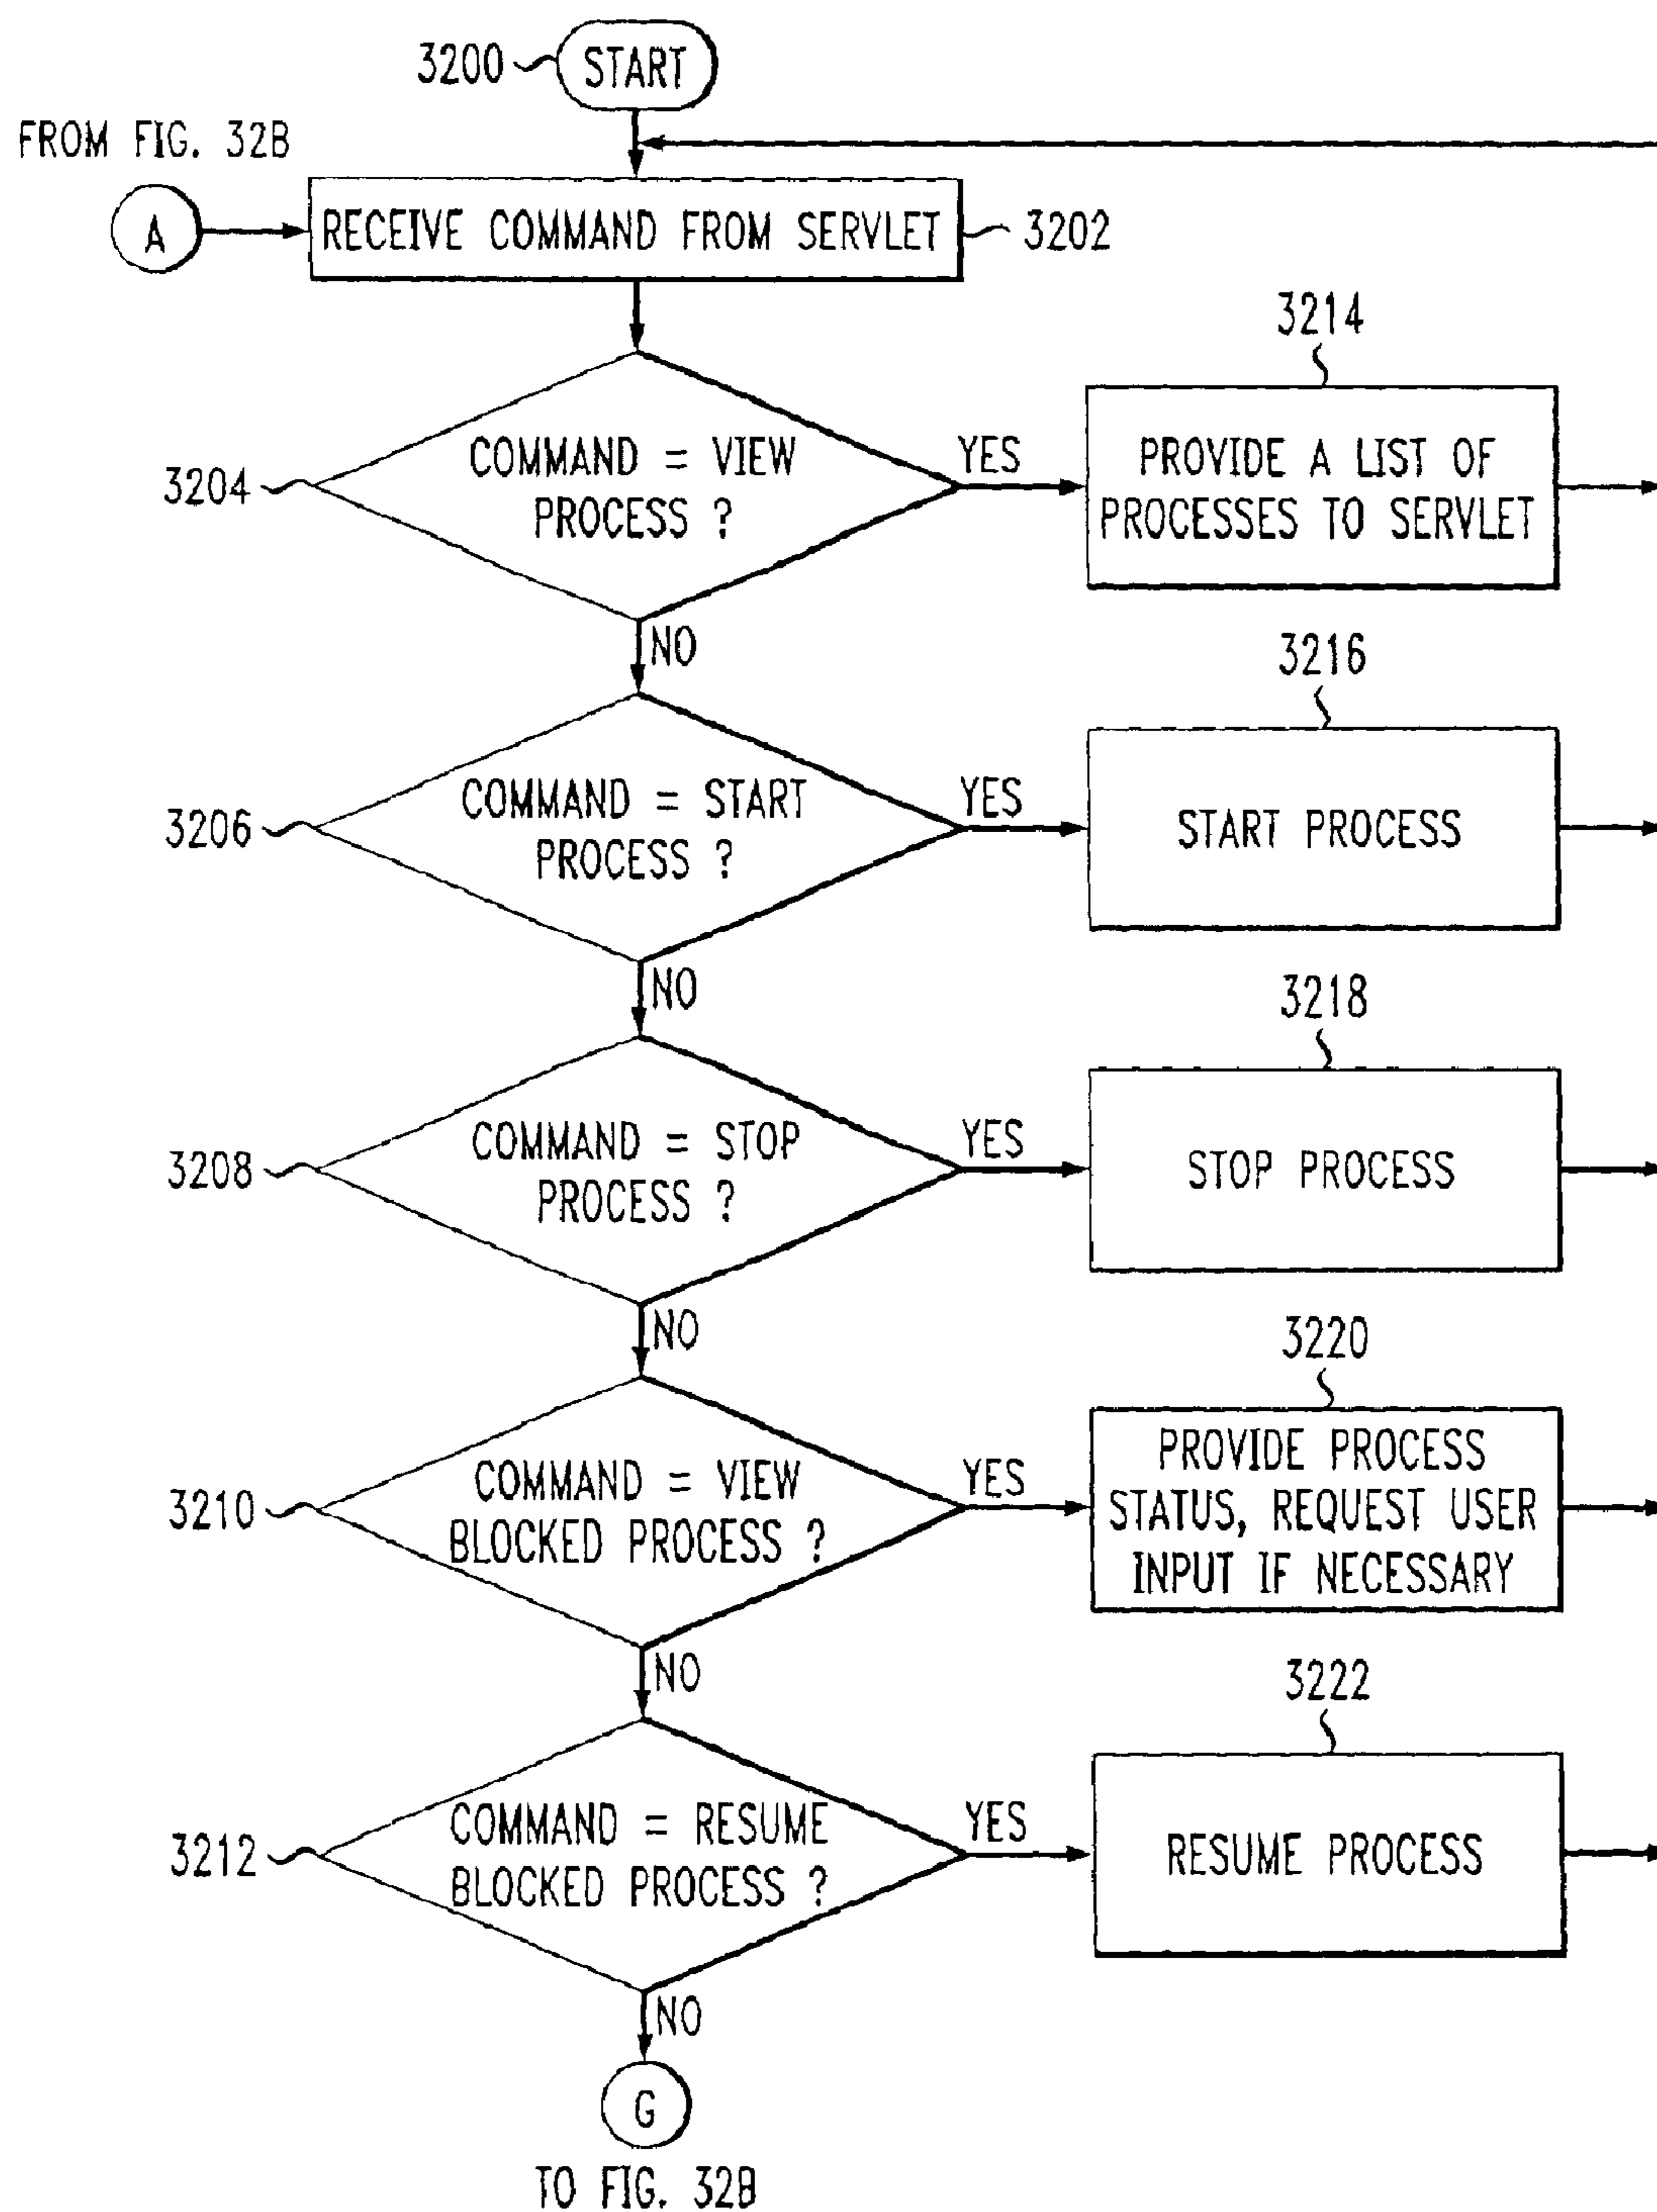 3200
START
FROM FIG. 32B
A
RECEIVE COMMAND FROM SERVLET
3202
3204
COMMAND = VIEW
PROCESS ?
YES
3214
PROVIDE A LIST OF
PROCESSES TO SERVLET
NO
3206
COMMAND = START
PROCESS ?
YES
3216
START PROCESS
NO
3208
COMMAND = STOP
PROCESS ?
YES
3218
STOP PROCESS
NO
3210
COMMAND = VIEW
BLOCKED PROCESS ?
YES
3220
PROVIDE PROCESS
STATUS, REQUEST USER
INPUT IF NECESSARY
NO
3212
COMMAND = RESUME
BLOCKED PROCESS ?
YES
3222
RESUME PROCESS
NO
G
TO FIG. 32B